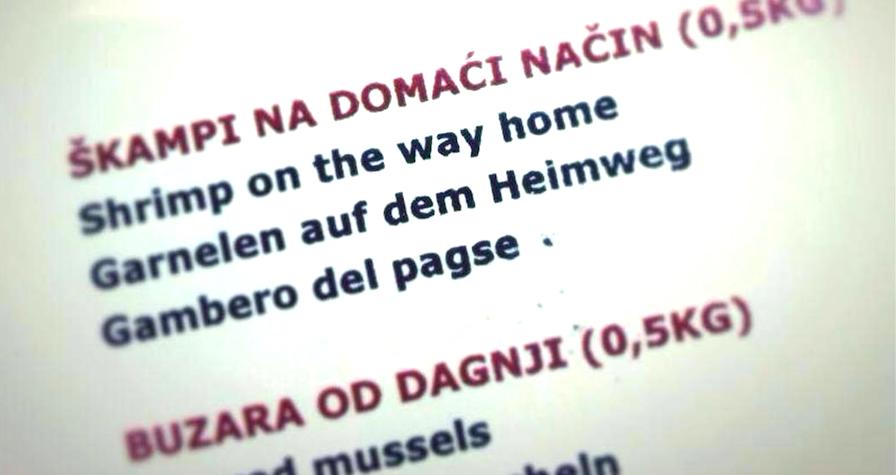 ŠKAMPI NA DOMAĆI NAČIN (0,5KG)
Shrimp on the way home
Garnelen auf dem Heimweg
Gambero del pagse
BUZARA OD DAGNJI (0,5KG)
mussels